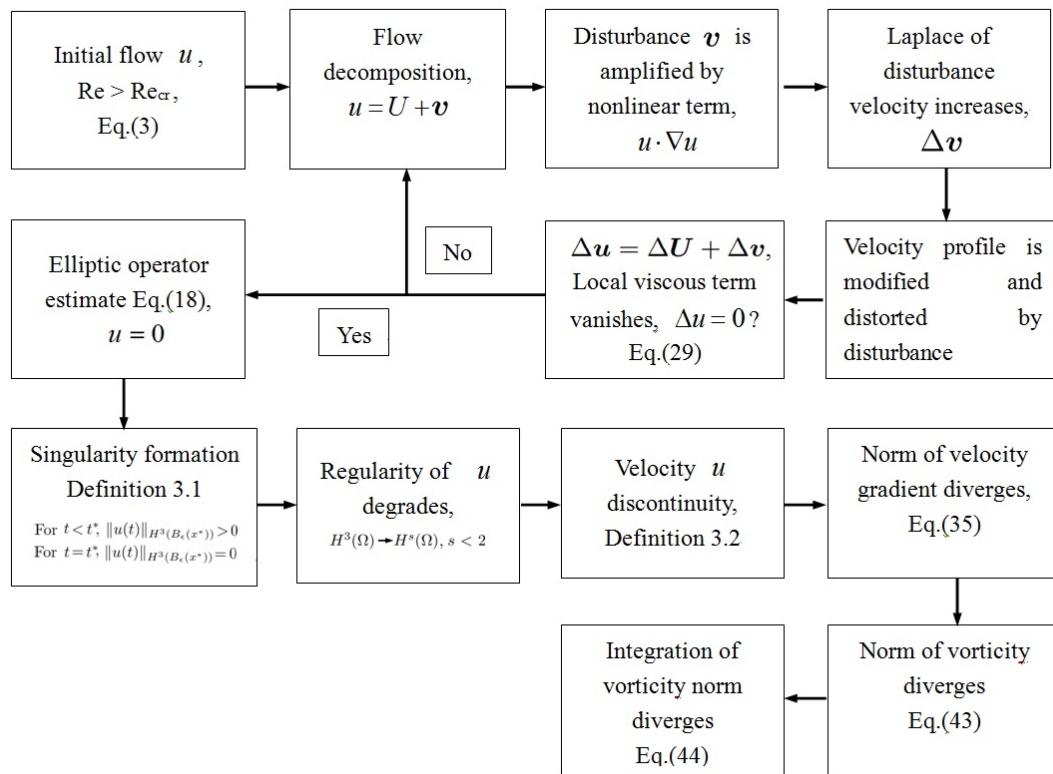 Initial flow u ,
Re > Re_cr,
Eq.(3)
Flow
decomposition,
u = U + v
Disturbance v is
amplified by
nonlinear term,
u · ∇u
Laplace of
disturbance
velocity increases,
Δv
Velocity profile is
modified and
distorted by
disturbance
Δu = ΔU + Δv,
Local viscous term
vanishes, Δu = 0 ?
Eq.(29)
No
Yes
Elliptic operator
estimate Eq.(18),
u = 0
Singularity formation
Definition 3.1
For t < t*, ‖u(t)‖_{H³(B_ε(x*))} > 0
For t = t*, ‖u(t)‖_{H³(B_ε(x*))} = 0
Regularity of u
degrades,
H³(Ω) → Hˢ(Ω), s < 2
Velocity u
discontinuity,
Definition 3.2
Norm of velocity
gradient diverges,
Eq.(35)
Norm of vorticity
diverges
Eq.(43)
Integration of
vorticity norm
diverges
Eq.(44)